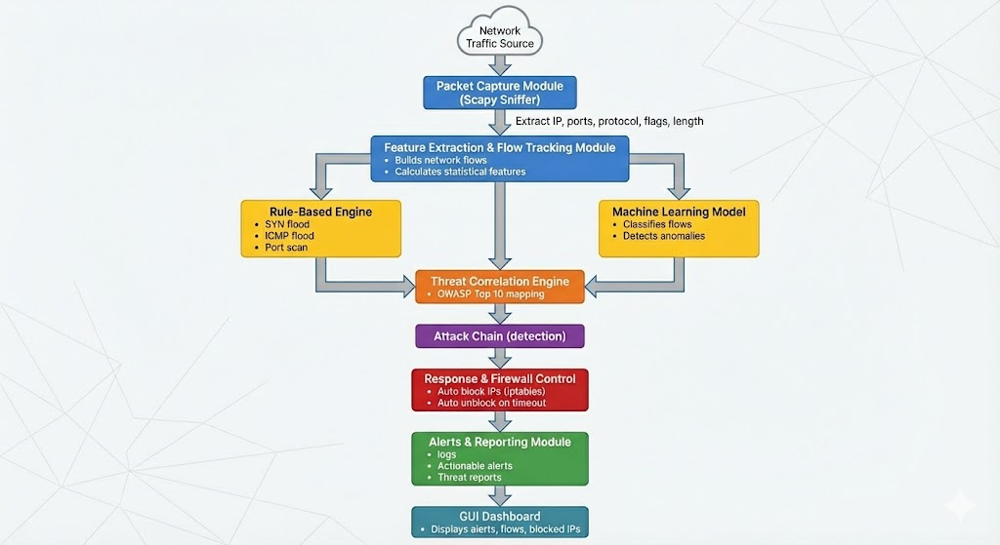 Network
Traffic Source
Packet Capture Module
(Scapy Sniffer)
Extract IP, ports, protocol, flags, length
Feature Extraction & Flow Tracking Module
• Builds network flows
• Calculates statistical features
Rule-Based Engine
• SYN flood
• ICMP flood
• Port scan
Machine Learning Model
• Classifies flows
• Detects anomalies
Threat Correlation Engine
• OWASP Top 10 mapping
Attack Chain (detection)
Response & Firewall Control
• Auto block IPs (iptables)
• Auto unblock on timeout
Alerts & Reporting Module
• logs
• Actionable alerts
• Threat reports
GUI Dashboard
• Displays alerts, flows, blocked IPs